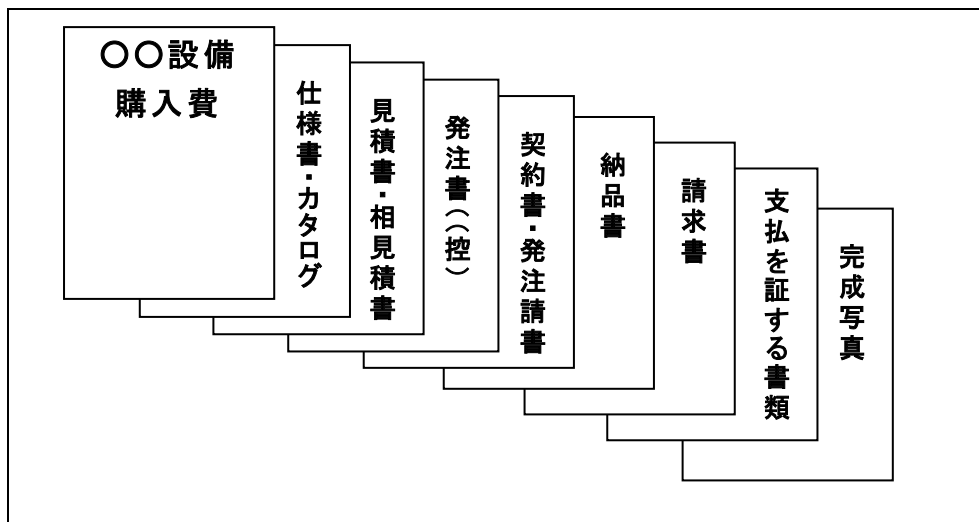 〇〇設備
購入費
仕様書・カタログ
見積書・相見積書
発注書((控)
契約書・発注請書
納品書
請求書
支払を証する書類
完成写真